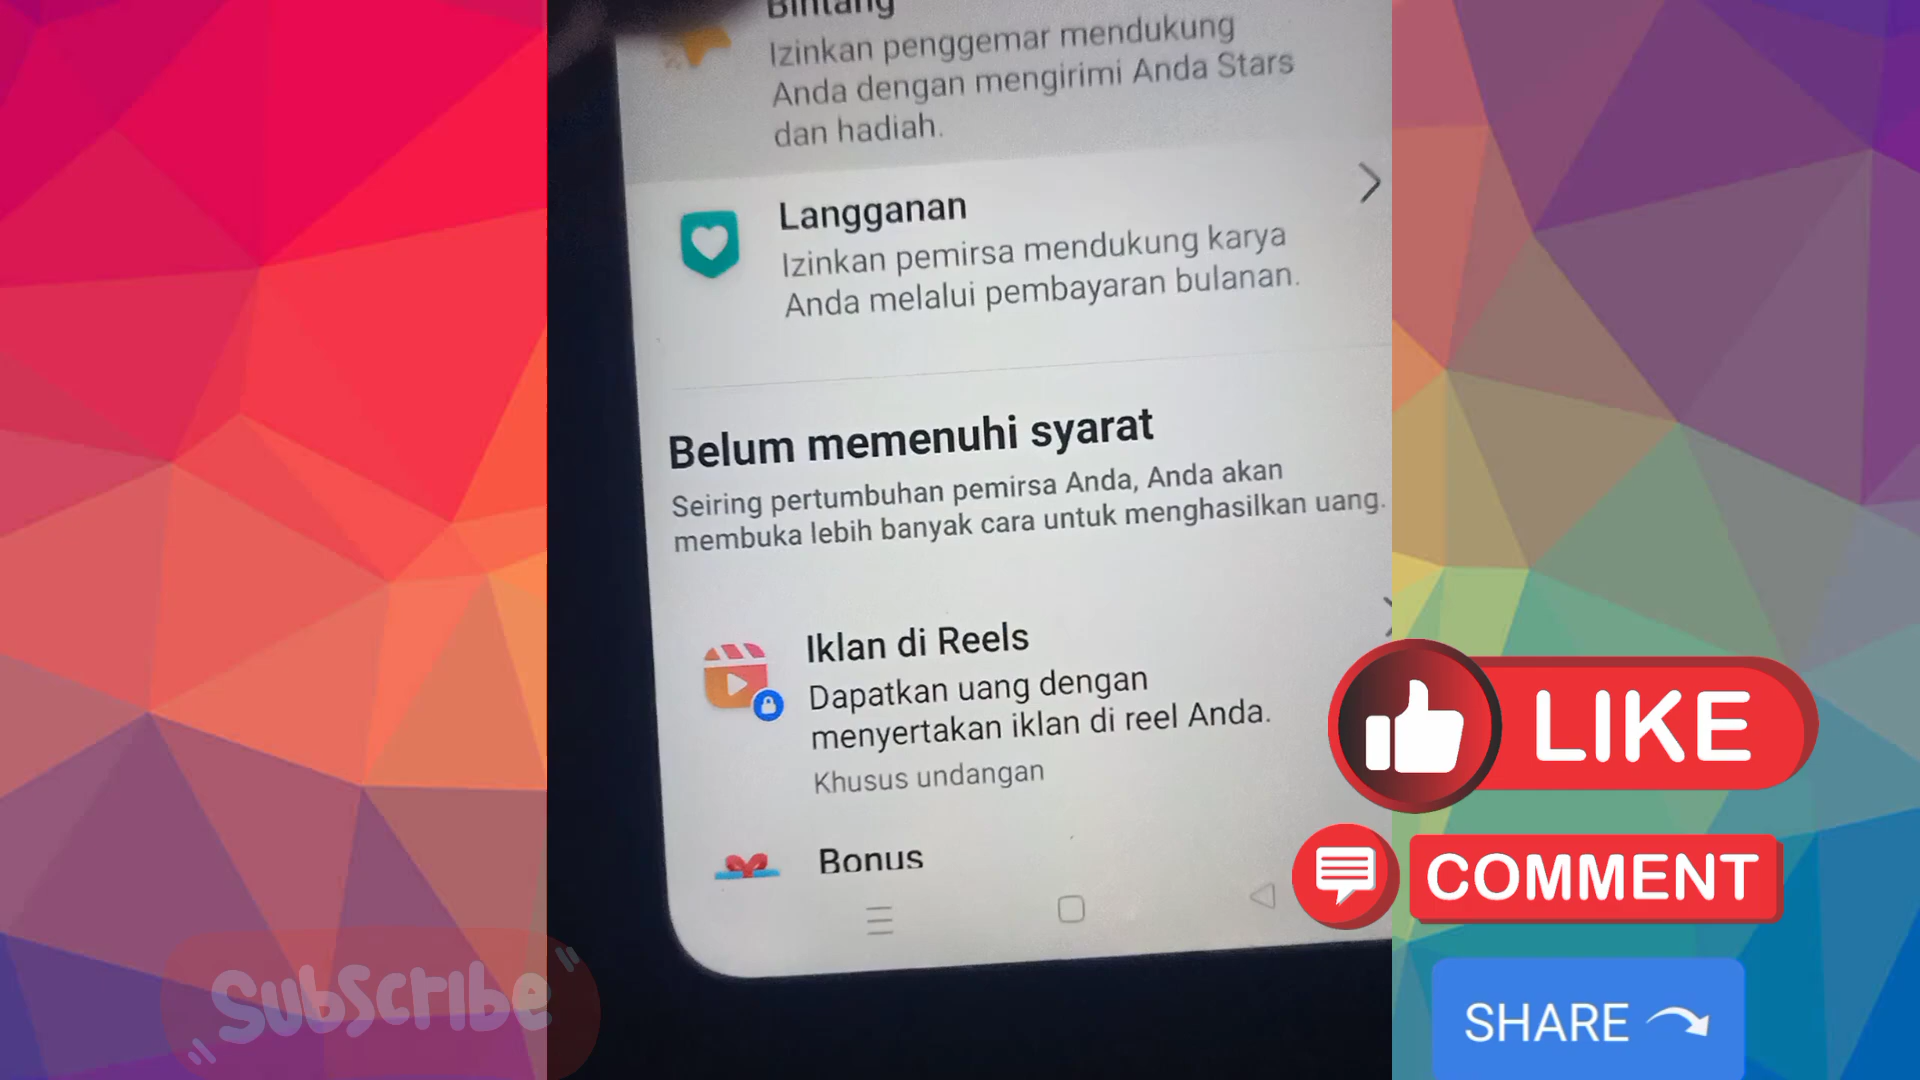 Bintang
Izinkan penggemar mendukung
Anda dengan mengirimi Anda Stars
dan hadiah.
Langganan
Izinkan pemirsa mendukung karya
Anda melalui pembayaran bulanan.
Belum memenuhi syarat
Seiring pertumbuhan pemirsa Anda, Anda akan
membuka lebih banyak cara untuk menghasilkan uang.
Iklan di Reels
Dapatkan uang dengan
menyertakan iklan di reel Anda.
Khusus undangan
Bonus
LIKE
COMMENT
SHARE
Subscribe